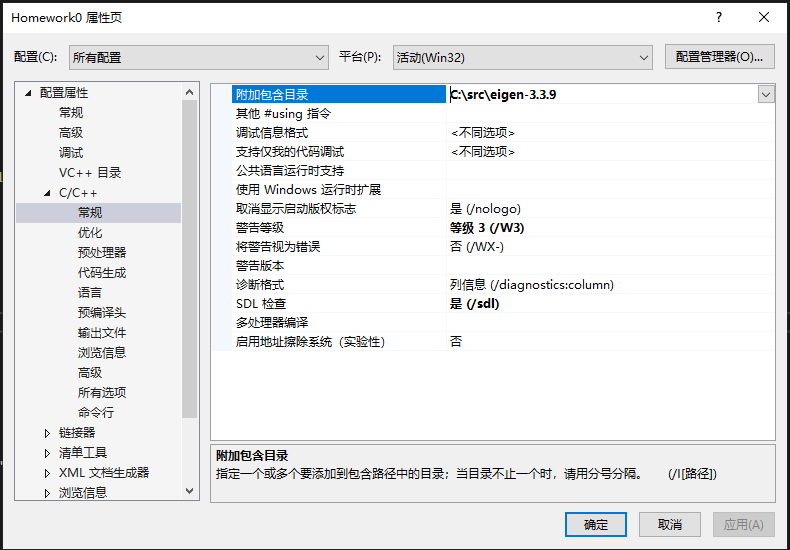 Homework0 属性页
?
配置(C):
所有配置
平台(P):
活动(Win32)
配置管理器(O)...
配置属性
常规
高级
调试
VC++ 目录
C/C++
常规
优化
预处理器
代码生成
语言
预编译头
输出文件
浏览信息
高级
所有选项
命令行
链接器
清单工具
XML 文档生成器
浏览信息
附加包含目录 C:\src\eigen-3.3.9
其他 #using 指令
调试信息格式 <不同选项>
支持仅我的代码调试 <不同选项>
公共语言运行时支持
使用 Windows 运行时扩展
取消显示启动版权标志 是 (/nologo)
警告等级 等级 3 (/W3)
将警告视为错误 否 (/WX-)
警告版本
诊断格式 列信息 (/diagnostics:column)
SDL 检查 是 (/sdl)
多处理器编译
启用地址擦除系统（实验性） 否
附加包含目录
指定一个或多个要添加到包含路径中的目录；当目录不止一个时，请用分号分隔。 (/I[路径])
确定
取消
应用(A)